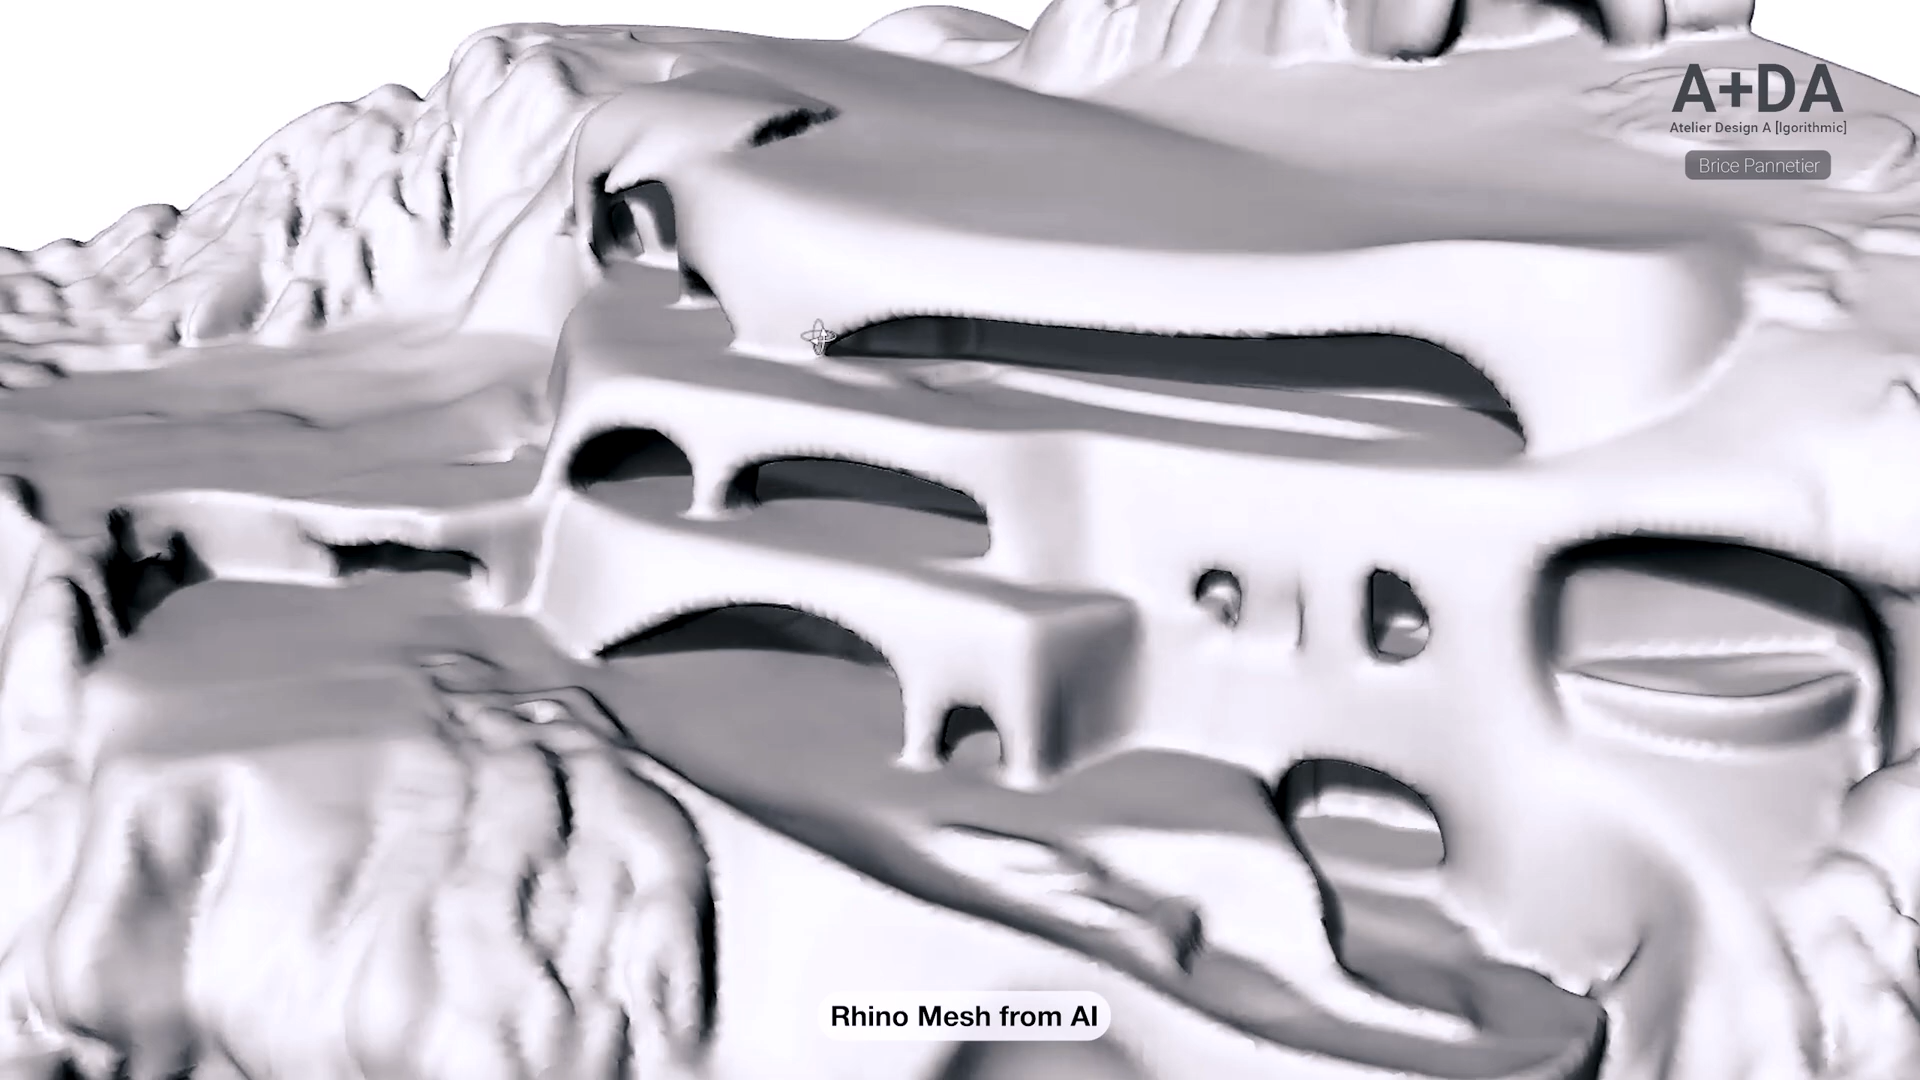 A+DA
Atelier Design A [lgorithmic]
Brice Pannetier
Rhino Mesh from AI